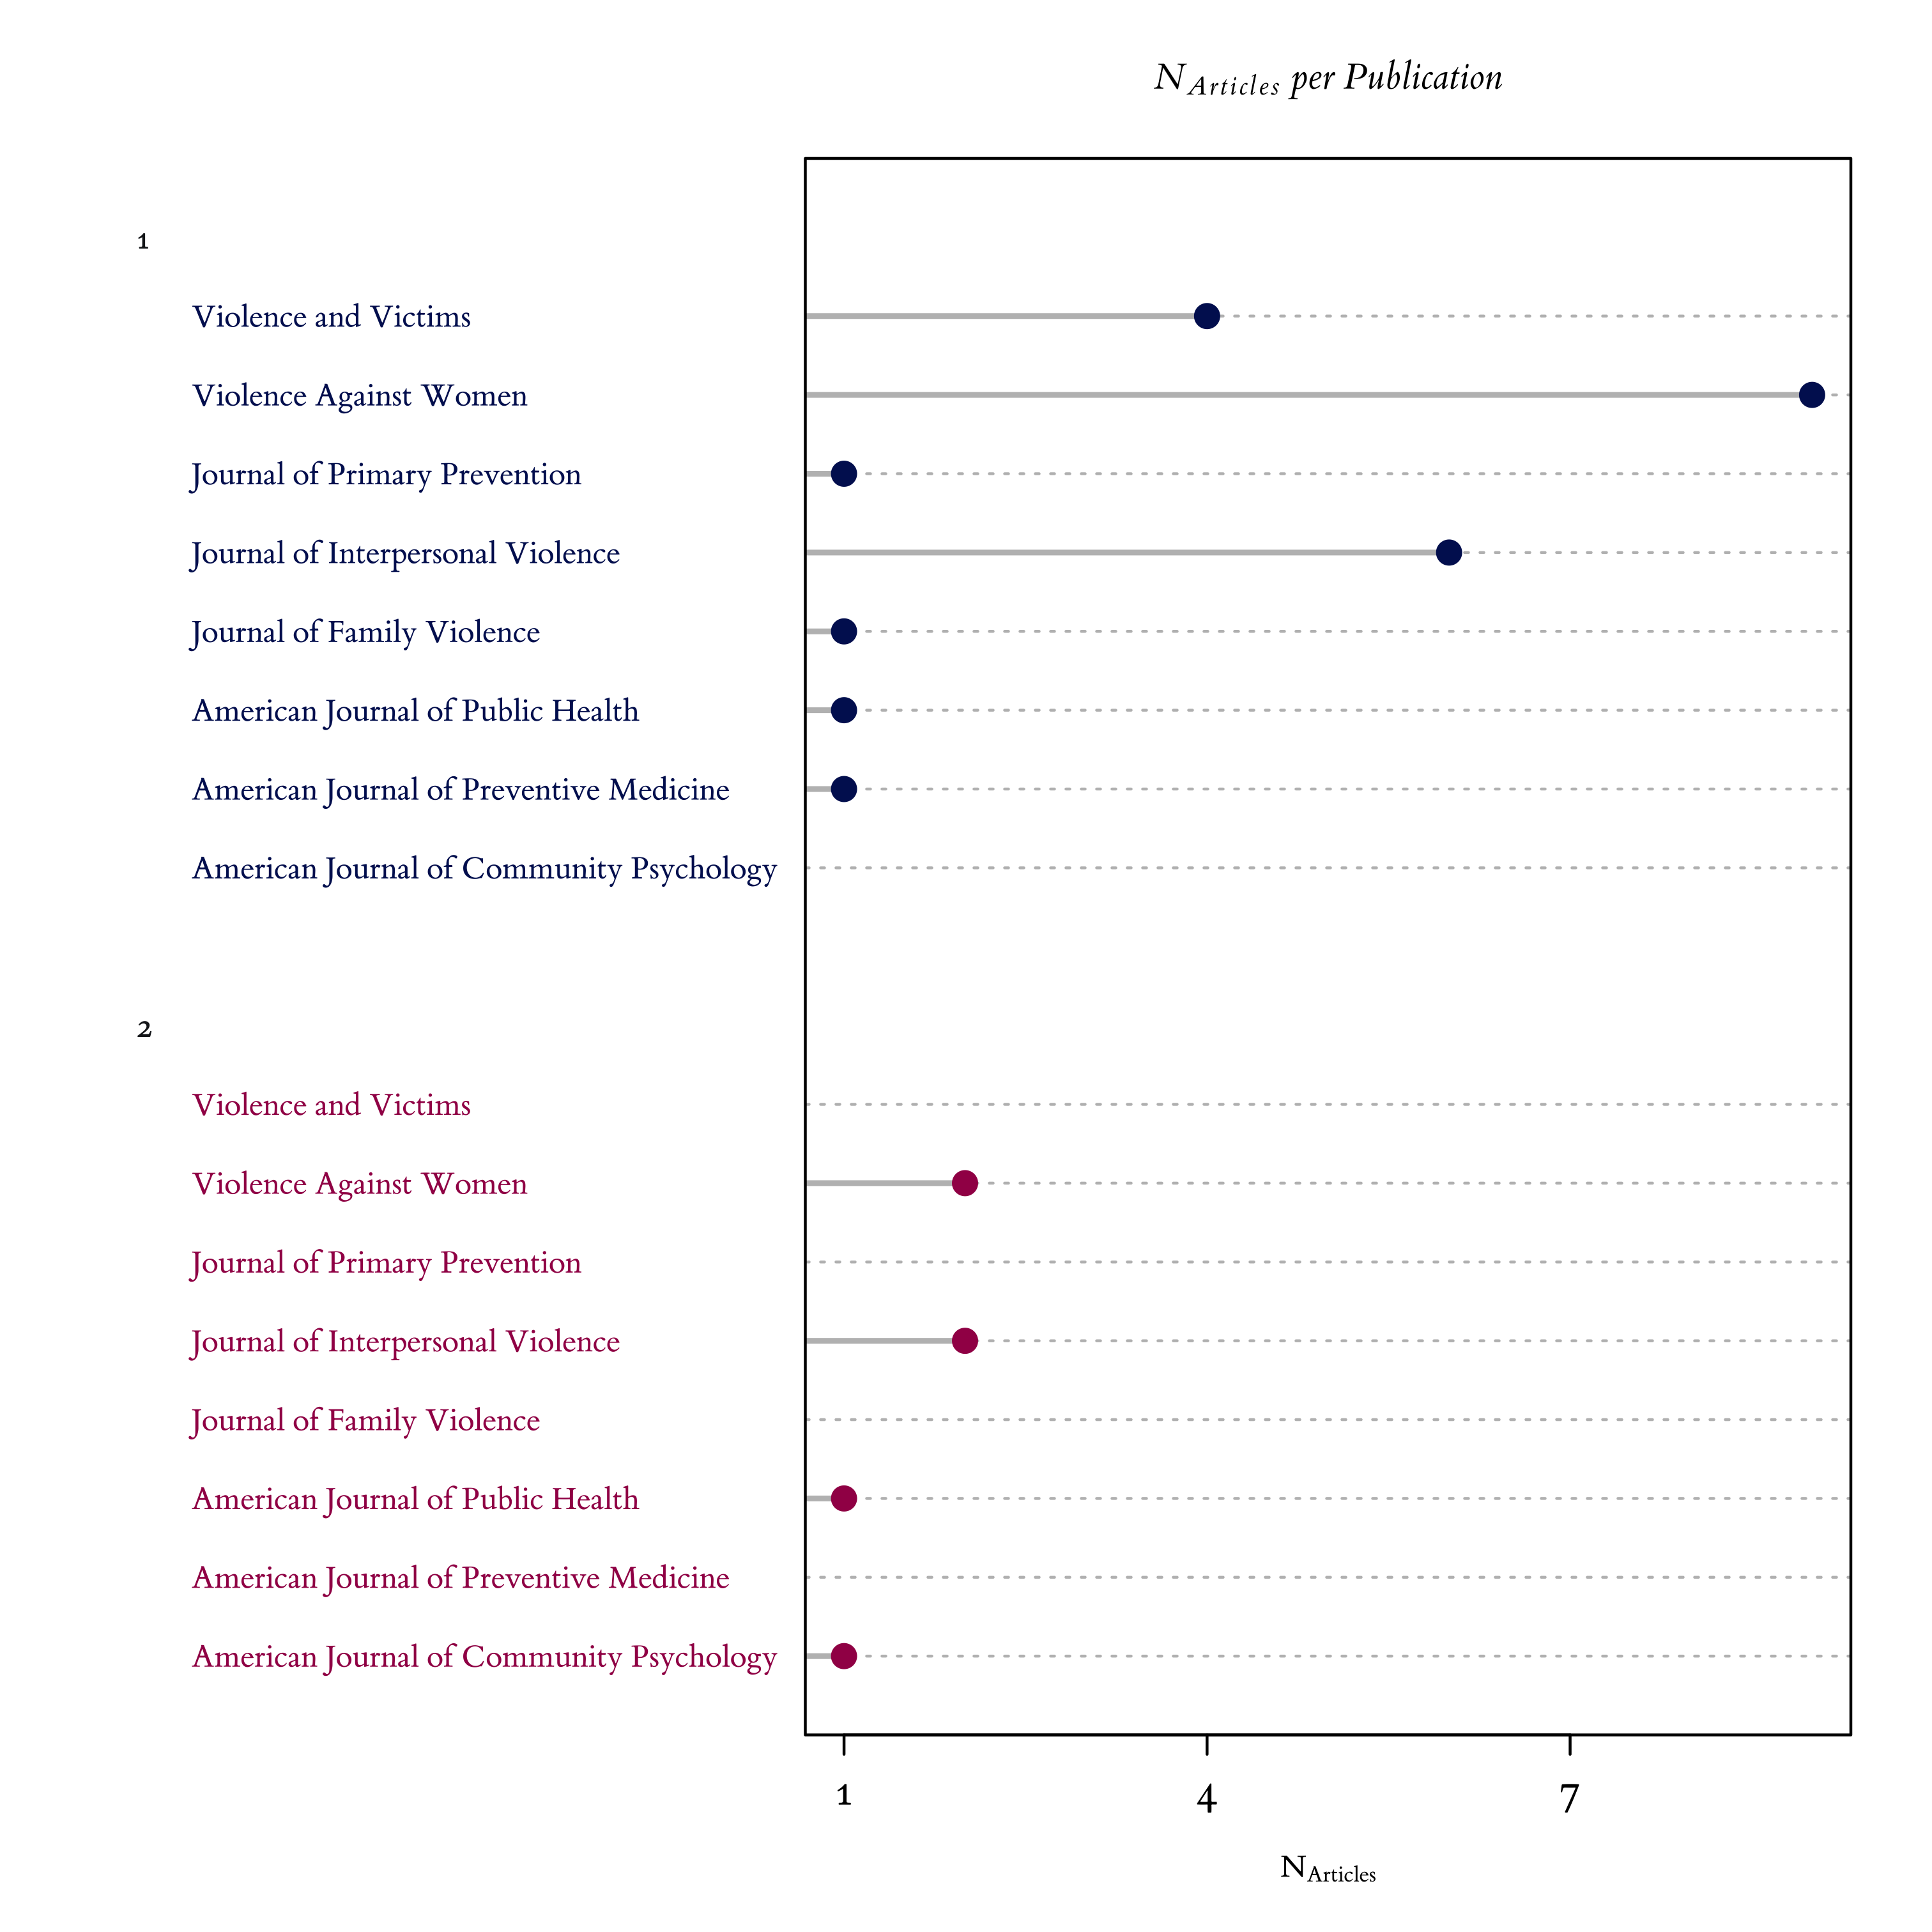 N Articles per Publication
1
Violence and Victims
Violence Against Women
Journal of Primary Prevention
Journal of Interpersonal Violence
Journal of Family Violence
American Journal of Public Health
American Journal of Preventive Medicine
American Journal of Community Psychology
2
Violence and Victims
Violence Against Women
Journal of Primary Prevention
Journal of Interpersonal Violence
Journal of Family Violence
American Journal of Public Health
American Journal of Preventive Medicine
American Journal of Community Psychology
1 4 7
N Articles